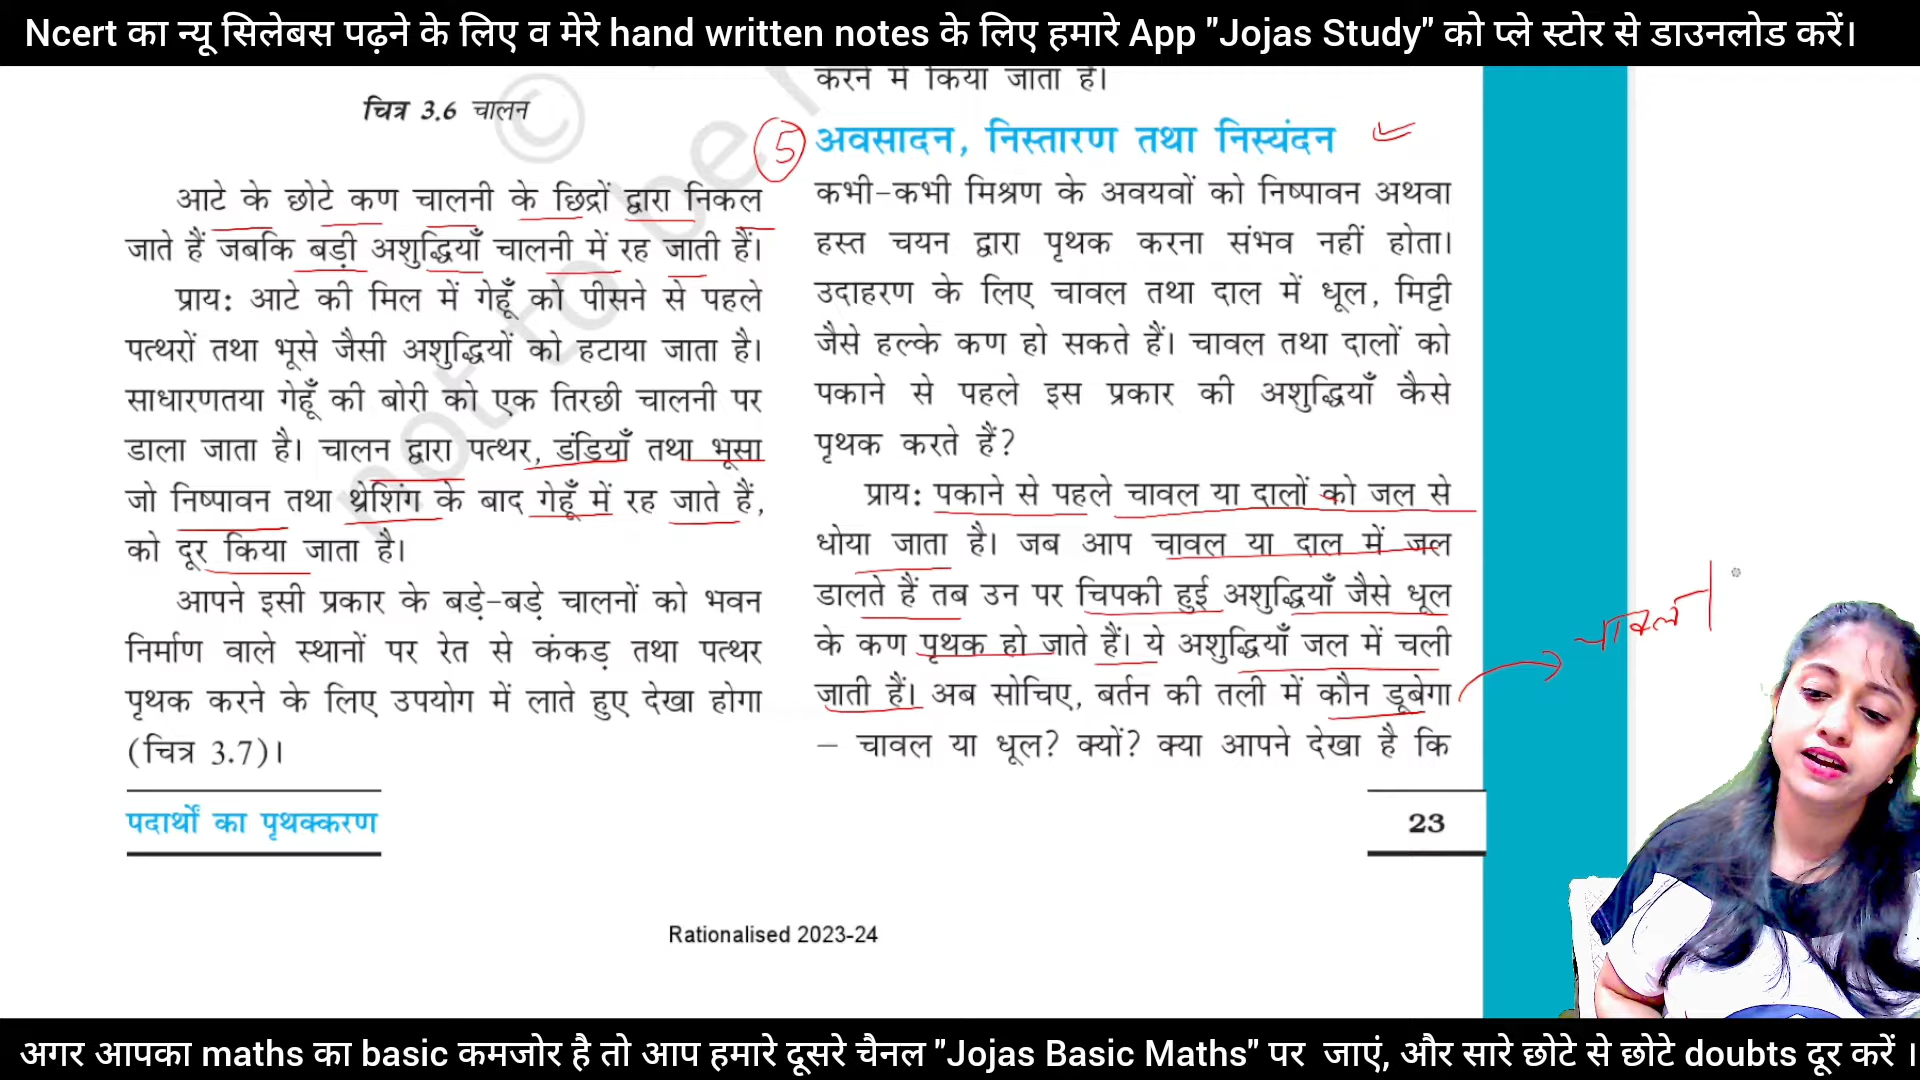 Ncert का न्यू सिलेबस पढ़ने के लिए व मेरे hand written notes के लिए हमारे App "Jojas Study" को प्ले स्टोर से डाउनलोड करें।
चित्र 3.6 चालन
आटे के छोटे कण चालनी के छिद्रों द्वारा निकल
जाते हैं जबकि बड़ी अशुद्धियाँ चालनी में रह जाती हैं।
प्राय: आटे की मिल में गेहूँ को पीसने से पहले
पत्थरों तथा भूसे जैसी अशुद्धियों को हटाया जाता है।
साधारणतया गेहूँ की बोरी को एक तिरछी चालनी पर
डाला जाता है। चालन द्वारा पत्थर, डंडियाँ तथा भूसा
जो निष्पावन तथा थ्रेशिंग के बाद गेहूँ में रह जाते हैं,
को दूर किया जाता है।
आपने इसी प्रकार के बड़े-बड़े चालनों को भवन
निर्माण वाले स्थानों पर रेत से कंकड़ तथा पत्थर
पृथक करने के लिए उपयोग में लाते हुए देखा होगा
(चित्र 3.7)।
पदार्थों का पृथक्करण
करने में किया जाता है।
5 अवसादन, निस्तारण तथा निस्यंदन
कभी-कभी मिश्रण के अवयवों को निष्पावन अथवा
हस्त चयन द्वारा पृथक करना संभव नहीं होता।
उदाहरण के लिए चावल तथा दाल में धूल, मिट्टी
जैसे हल्के कण हो सकते हैं। चावल तथा दालों को
पकाने से पहले इस प्रकार की अशुद्धियाँ कैसे
पृथक करते हैं?
प्राय: पकाने से पहले चावल या दालों को जल से
धोया जाता है। जब आप चावल या दाल में जल
डालते हैं तब उन पर चिपकी हुई अशुद्धियाँ जैसे धूल
के कण पृथक हो जाते हैं। ये अशुद्धियाँ जल में चली
जाती हैं। अब सोचिए, बर्तन की तली में कौन डूबेगा
– चावल या धूल? क्यों? क्या आपने देखा है कि
23
Rationalised 2023-24
© not to be r
अगर आपका maths का basic कमजोर है तो आप हमारे दूसरे चैनल "Jojas Basic Maths" पर जाएं, और सारे छोटे से छोटे doubts दूर करें ।